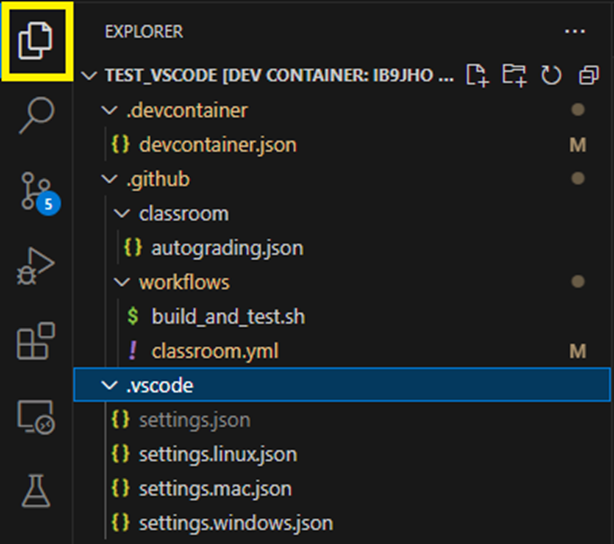 EXPLORER
TEST_VSCODE [DEV CONTAINER: IB9JHO ...
.devcontainer
{} devcontainer.json M
.github
classroom
{} autograding.json
workflows
$ build_and_test.sh
! classroom.yml M
5
.vscode
{} settings.json
{} settings.linux.json
{} settings.mac.json
{} settings.windows.json